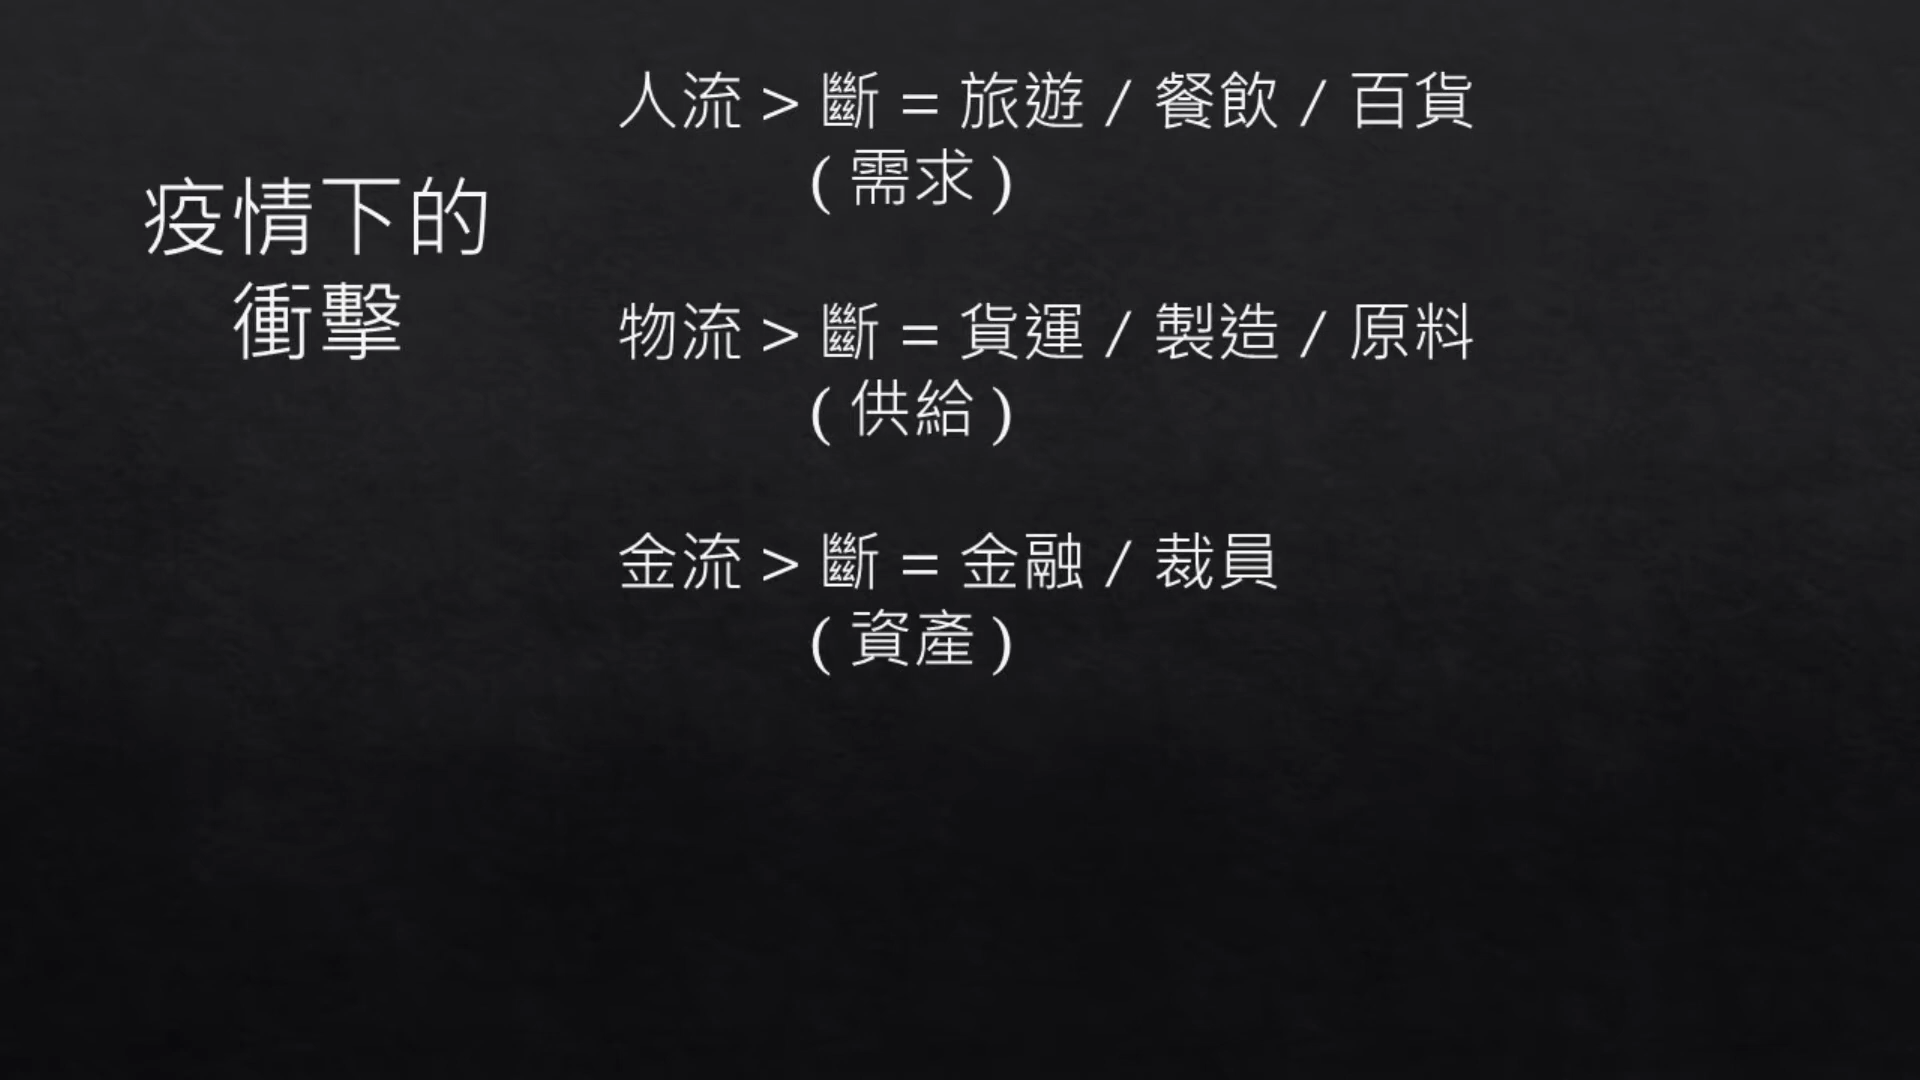 疫情下的
衝擊
人流 > 斷 = 旅遊 / 餐飲 / 百貨
( 需求 )
物流 > 斷 = 貨運 / 製造 / 原料
( 供給 )
金流 > 斷 = 金融 / 裁員
( 資產 )